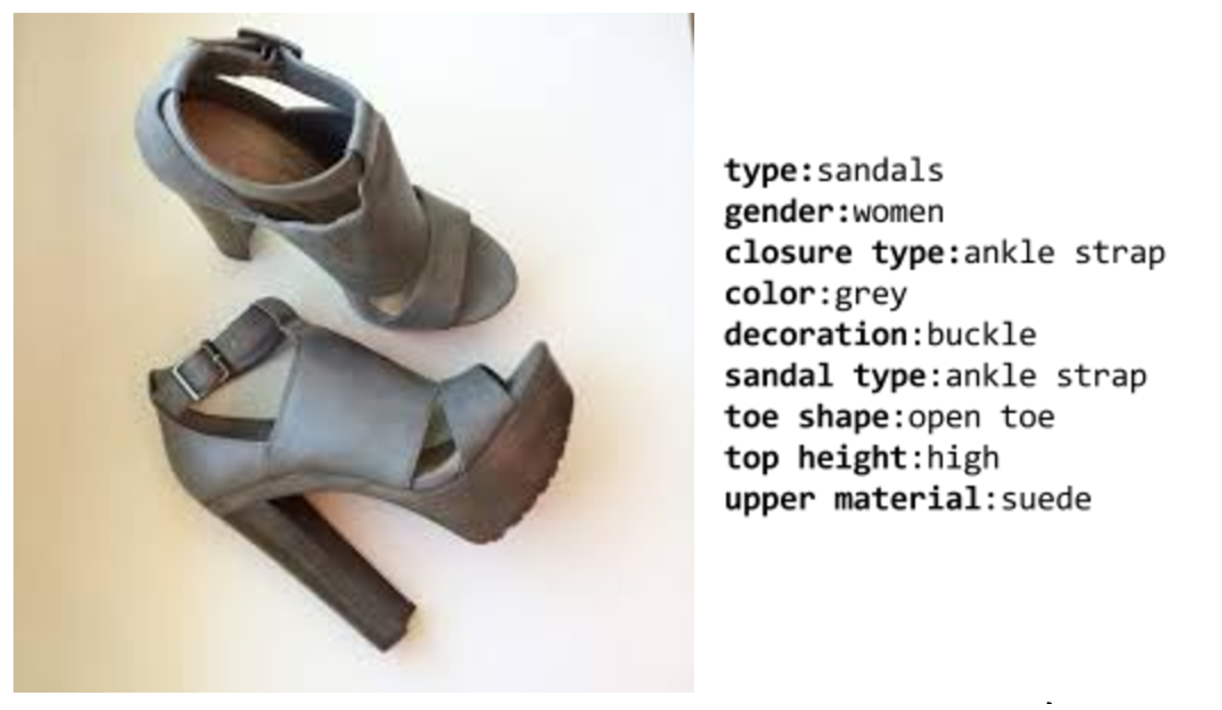 type:sandals
gender:women
closure type:ankle strap
color:grey
decoration:buckle
sandal type:ankle strap
toe shape:open toe
top height:high
upper material:suede